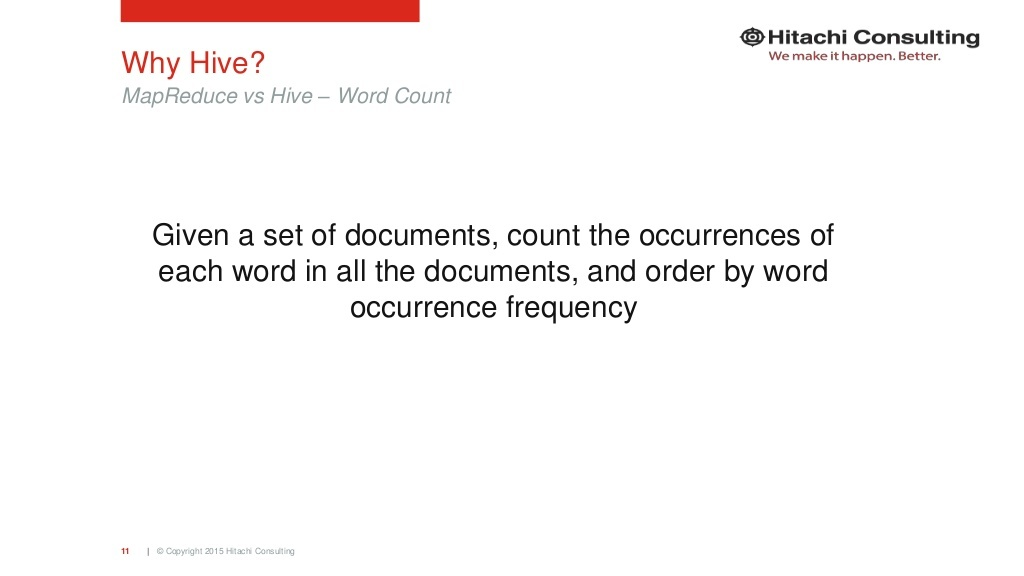 Hitachi Consulting
We make it happen. Better.
Why Hive?
MapReduce vs Hive – Word Count
Given a set of documents, count the occurrences of
each word in all the documents, and order by word
occurrence frequency
11 | © Copyright 2015 Hitachi Consulting